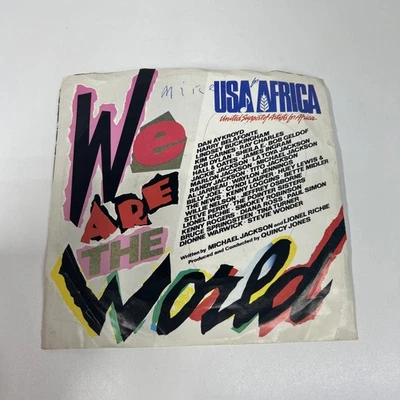 Mike
USA for AFRICA
United Support of Artists for Africa
We
ARE
THE
World
DAN AYKROYD
HARRY BELAFONTE
LINDSEY BUCKINGHAM
KIM CARNES • RAY CHARLES
BOB DYLAN • SHEILA E. • BOB GELDOF
HALL & OATES • JAMES INGRAM
JACKIE JACKSON • LA TOYA JACKSON
MARLON JACKSON • MICHAEL JACKSON
RANDY JACKSON • TITO JACKSON
AL JARREAU • WAYLON JENNINGS
BILLY JOEL • CYNDI LAUPER • HUEY LEWIS &
THE NEWS • KENNY LOGGINS • BETTE MIDLER
WILLIE NELSON • JEFFREY OSBORNE
STEVE PERRY • THE POINTER SISTERS
LIONEL RICHIE • SMOKEY ROBINSON
KENNY ROGERS • DIANA ROSS • PAUL SIMON
BRUCE SPRINGSTEEN • TINA TURNER
DIONNE WARWICK • STEVIE WONDER
Written by MICHAEL JACKSON and LIONEL RICHIE
Produced and Conducted by QUINCY JONES